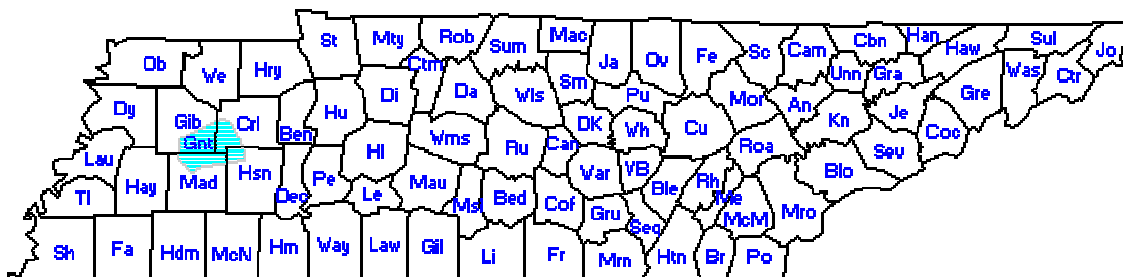 St Mty Rob Sum Mac Ja Ov Fe Sc Cam Cbn Han Haw Sul Jo
Ob We Hry Ctm Sm Unn Gra Was Ctr
Dy Hu Di Da Wls Pu Mor An Je Gre
Gib Crl Ben DK Wh Cu Kn Coc
Gnt Wms Ru Can Roa Sev
Lau Hay Mad Hsn Hi War VB Ble Rh Blo
Tl Dec Pe Le Mau Msl Bed Cof Gru Seq Me McM Mro
Sh Fa Hdm McN Hm Way Law Gil Li Fr Mrn Htn Br Po